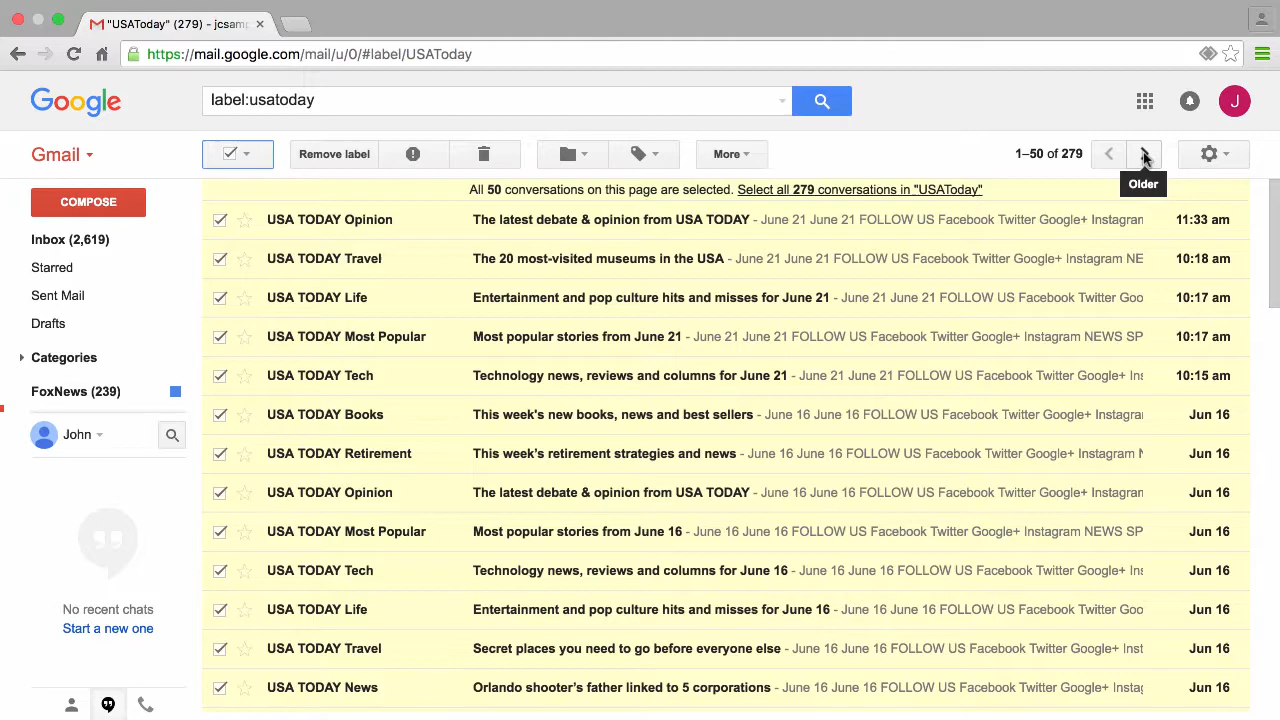 "USAToday" (279) - jcsamp
https://mail.google.com/mail/u/0/#label/USAToday
Google
label:usatoday
J
Gmail
Remove label
More
1–50 of 279
Older
COMPOSE
All 50 conversations on this page are selected. Select all 279 conversations in "USAToday"
Inbox (2,619)
Starred
Sent Mail
Drafts
Categories
FoxNews (239)
John
No recent chats
Start a new one
USA TODAY Opinion The latest debate & opinion from USA TODAY - June 21 June 21 FOLLOW US Facebook Twitter Google+ Instagram 11:33 am
USA TODAY Travel The 20 most-visited museums in the USA - June 21 June 21 FOLLOW US Facebook Twitter Google+ Instagram NE 10:18 am
USA TODAY Life Entertainment and pop culture hits and misses for June 21 - June 21 June 21 FOLLOW US Facebook Twitter Goo 10:17 am
USA TODAY Most Popular Most popular stories from June 21 - June 21 June 21 FOLLOW US Facebook Twitter Google+ Instagram NEWS SP 10:17 am
USA TODAY Tech Technology news, reviews and columns for June 21 - June 21 June 21 FOLLOW US Facebook Twitter Google+ Ins 10:15 am
USA TODAY Books This week's new books, news and best sellers - June 16 June 16 FOLLOW US Facebook Twitter Google+ Instagra Jun 16
USA TODAY Retirement This week's retirement strategies and news - June 16 June 16 FOLLOW US Facebook Twitter Google+ Instagram N Jun 16
USA TODAY Opinion The latest debate & opinion from USA TODAY - June 16 June 16 FOLLOW US Facebook Twitter Google+ Instagram Jun 16
USA TODAY Most Popular Most popular stories from June 16 - June 16 June 16 FOLLOW US Facebook Twitter Google+ Instagram NEWS SP Jun 16
USA TODAY Tech Technology news, reviews and columns for June 16 - June 16 June 16 FOLLOW US Facebook Twitter Google+ Ins Jun 16
USA TODAY Life Entertainment and pop culture hits and misses for June 16 - June 16 June 16 FOLLOW US Facebook Twitter Goo Jun 16
USA TODAY Travel Secret places you need to go before everyone else - June 16 June 16 FOLLOW US Facebook Twitter Google+ Inst Jun 16
USA TODAY News Orlando shooter's father linked to 5 corporations - June 16 June 16 FOLLOW US Facebook Twitter Google+ Instag Jun 16